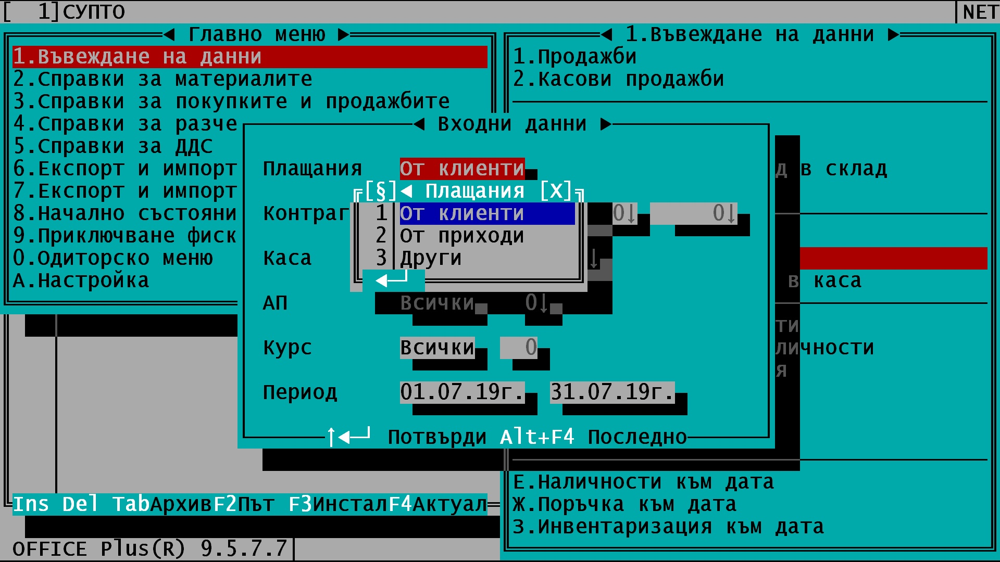 [  1]СУПТО
NET
Главно меню
1.Въвеждане на данни
2.Справки за материалите
3.Справки за покупките и продажбите
4.Справки за разче
5.Справки за ДДС
6.Експорт и импорт
7.Експорт и импорт
8.Начално състояни
9.Приключване фиск
0.Одиторско меню
А.Настройка
1.Въвеждане на данни
1.Продажби
2.Касови продажби
д в склад
в каса
ти
личности
я
Е.Наличности към дата
Ж.Поръчка към дата
З.Инвентаризация към дата
Входни данни
Плащания От клиенти
[§] Плащания [X]
1 От клиенти
2 От приходи
3 Други
Контраг 0↓ 0↓
Каса ↓
АП Всички 0↓
Курс Всички 0
Период 01.07.19г. 31.07.19г.
Потвърди Alt+F4 Последно
Ins Del TabАрхивF2Път F3ИнсталF4Актуал
OFFICE Plus(R) 9.5.7.7